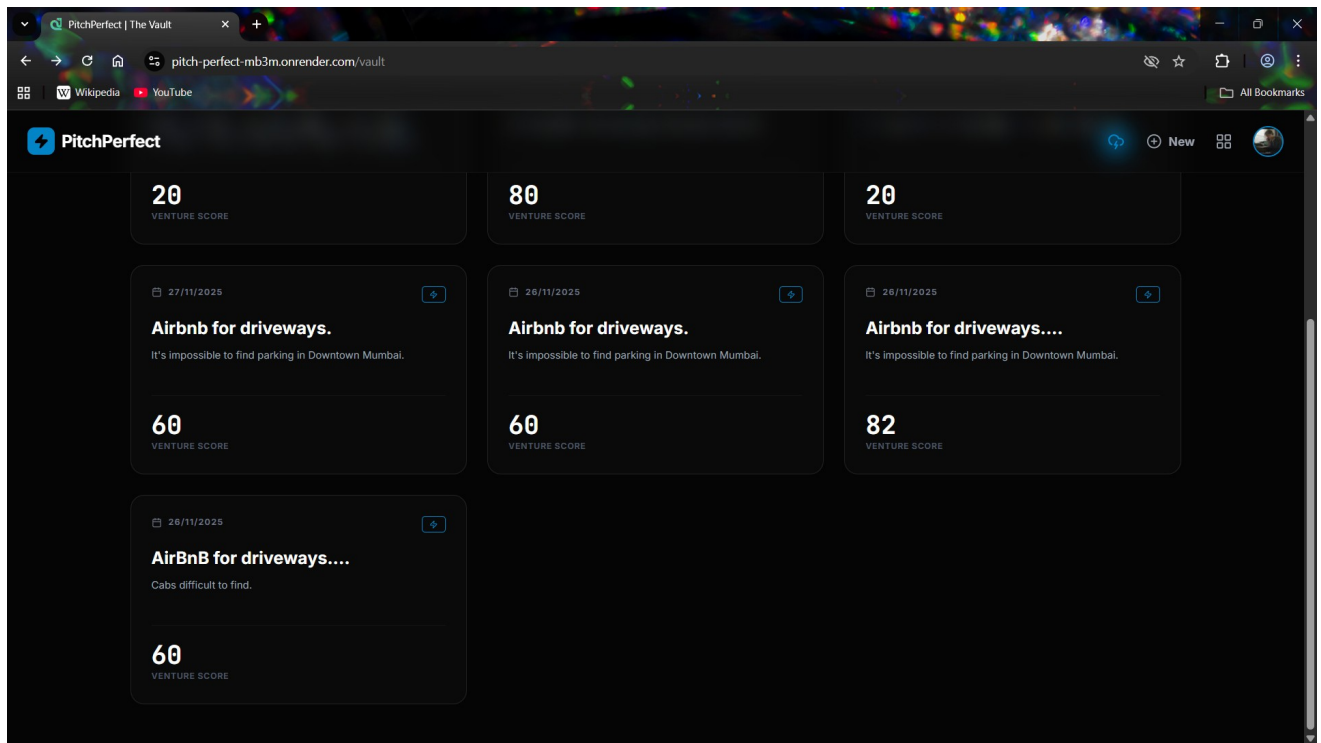 PitchPerfect | The Vault
pitch-perfect-mb3m.onrender.com/vault
Wikipedia
YouTube
All Bookmarks
PitchPerfect
New
20
VENTURE SCORE
80
VENTURE SCORE
20
VENTURE SCORE
27/11/2025
Airbnb for driveways.
It's impossible to find parking in Downtown Mumbai.
60
VENTURE SCORE
26/11/2025
Airbnb for driveways.
It's impossible to find parking in Downtown Mumbai.
60
VENTURE SCORE
26/11/2025
Airbnb for driveways....
It's impossible to find parking in Downtown Mumbai.
82
VENTURE SCORE
26/11/2025
AirBnB for driveways....
Cabs difficult to find.
60
VENTURE SCORE